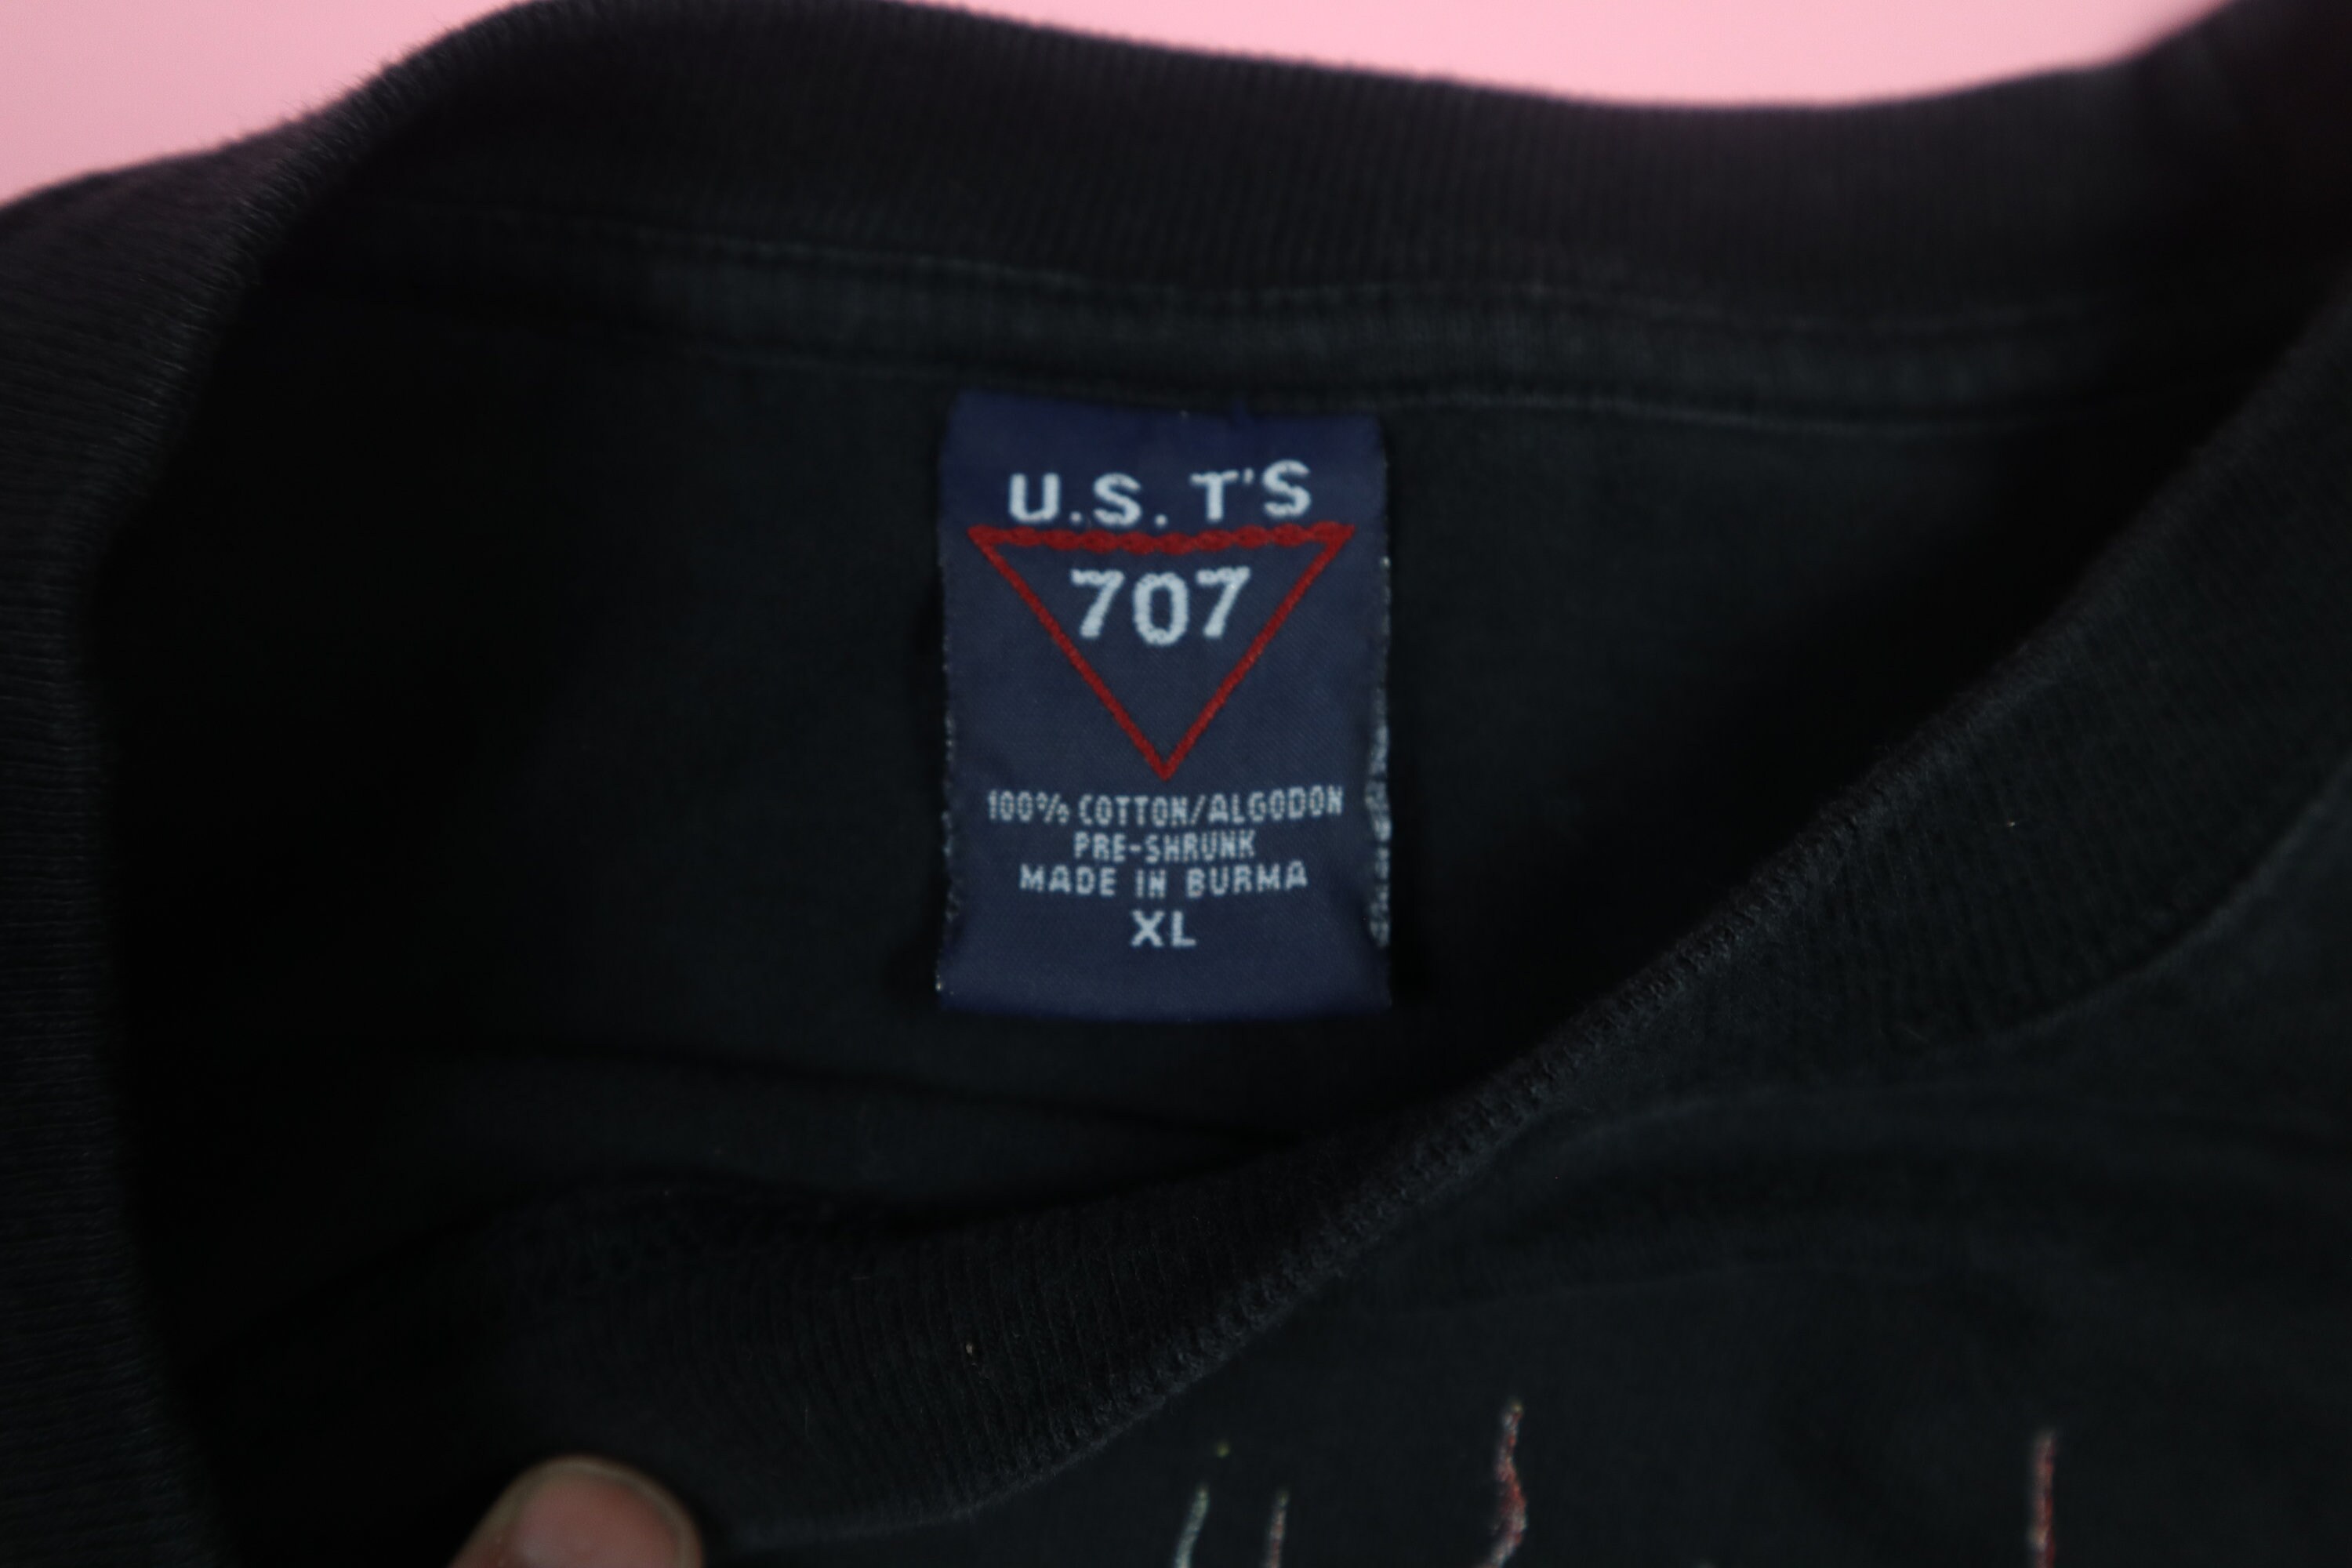 U.S. T'S
707
100% COTTON/ALGODON
PRE-SHRUNK
MADE IN BURMA
XL